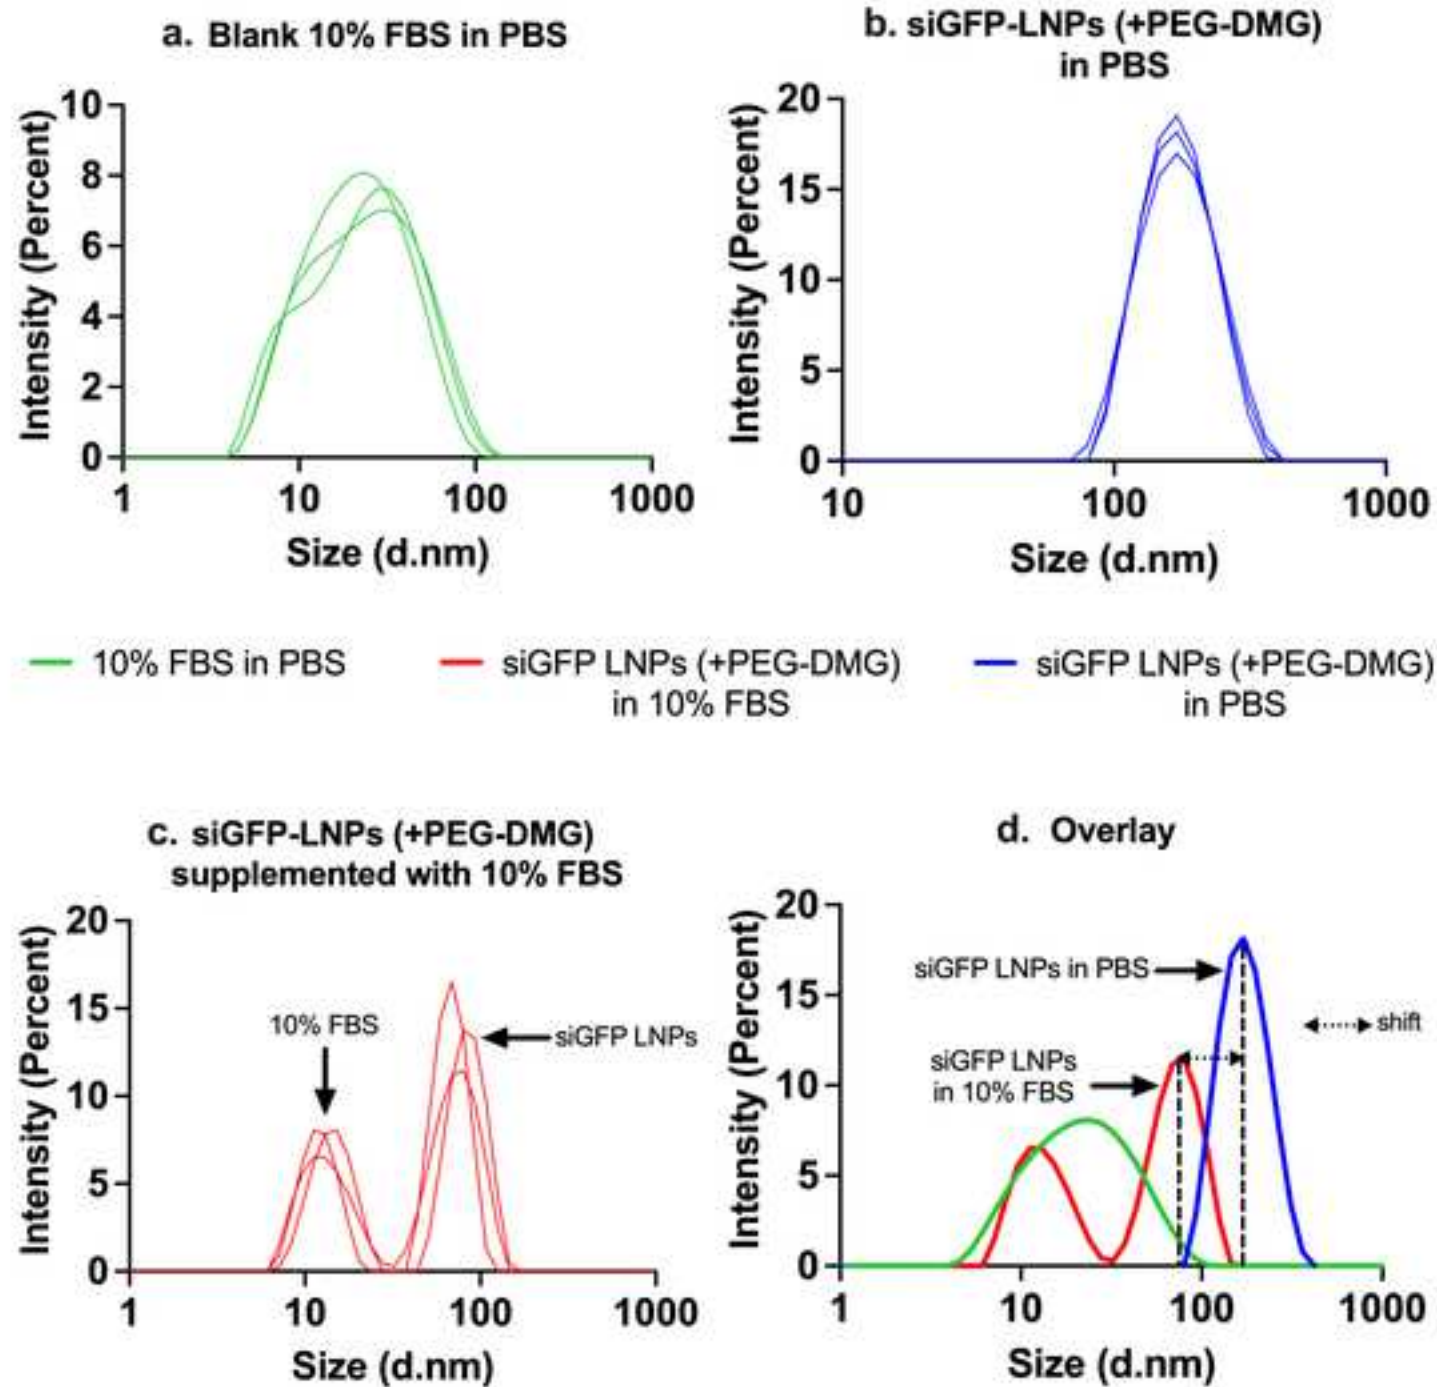 a. Blank 10% FBS in PBS
Intensity (Percent)
10
8
6
4
2
0
1
10
100
1000
Size (d.nm)
b. siGFP-LNPs (+PEG-DMG)
in PBS
Intensity (Percent)
20
15
10
5
0
10
100
1000
Size (d.nm)
10% FBS in PBS
siGFP LNPs (+PEG-DMG)
in 10% FBS
siGFP LNPs (+PEG-DMG)
in PBS
c. siGFP-LNPs (+PEG-DMG)
supplemented with 10% FBS
Intensity (Percent)
20
15
10
5
0
10% FBS
siGFP LNPs
1
10
100
1000
Size (d.nm)
d. Overlay
Intensity (Percent)
20
15
10
5
0
siGFP LNPs in PBS
shift
siGFP LNPs
in 10% FBS
1
10
100
1000
Size (d.nm)